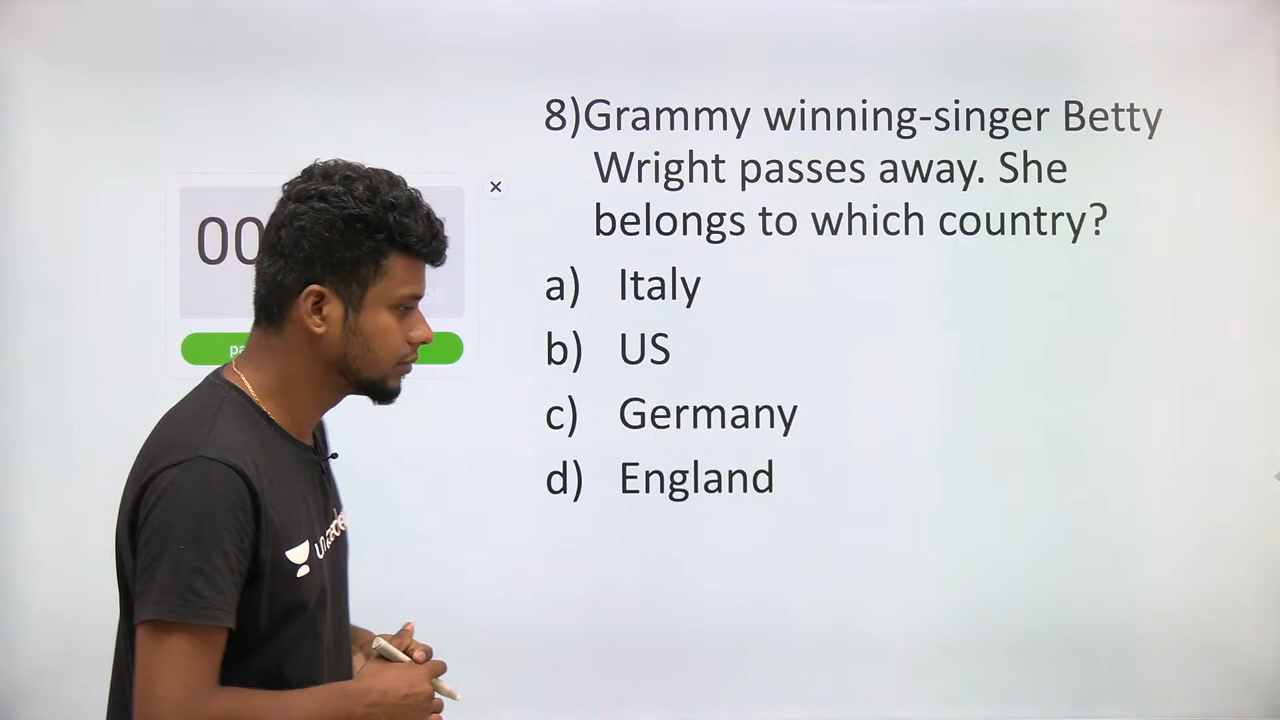 8)Grammy winning-singer Betty
Wright passes away. She
belongs to which country?
a) Italy
b) US
c) Germany
d) England
00